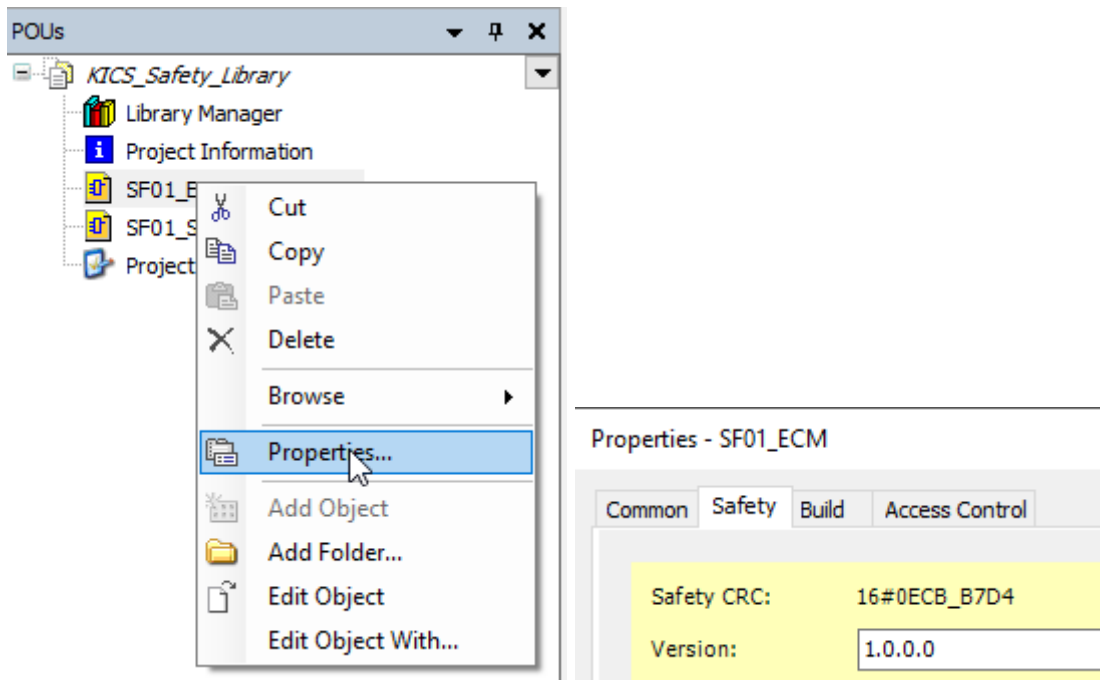 POUs
KICS_Safety_Library
Library Manager
Project Information
SF01_E
SF01_S
Project
Cut
Copy
Paste
Delete
Browse
Properties...
Add Object
Add Folder...
Edit Object
Edit Object With...
Properties - SF01_ECM
Common Safety Build Access Control
Safety CRC: 16#0ECB_B7D4
Version: 1.0.0.0